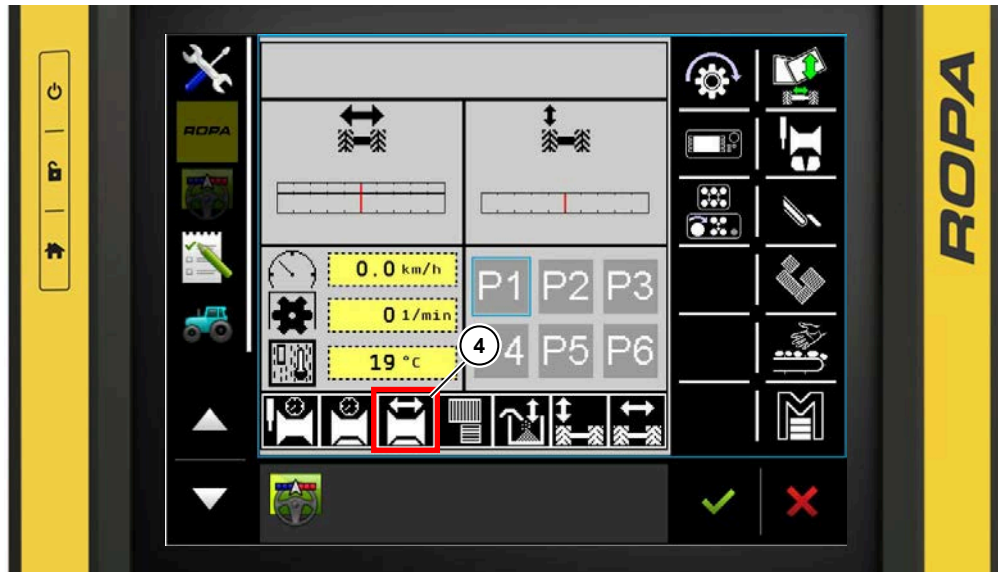 ROPA
ROPA
0.0 km/h
0 1/min
19 °C
P1 P2 P3
4 4 P5 P6